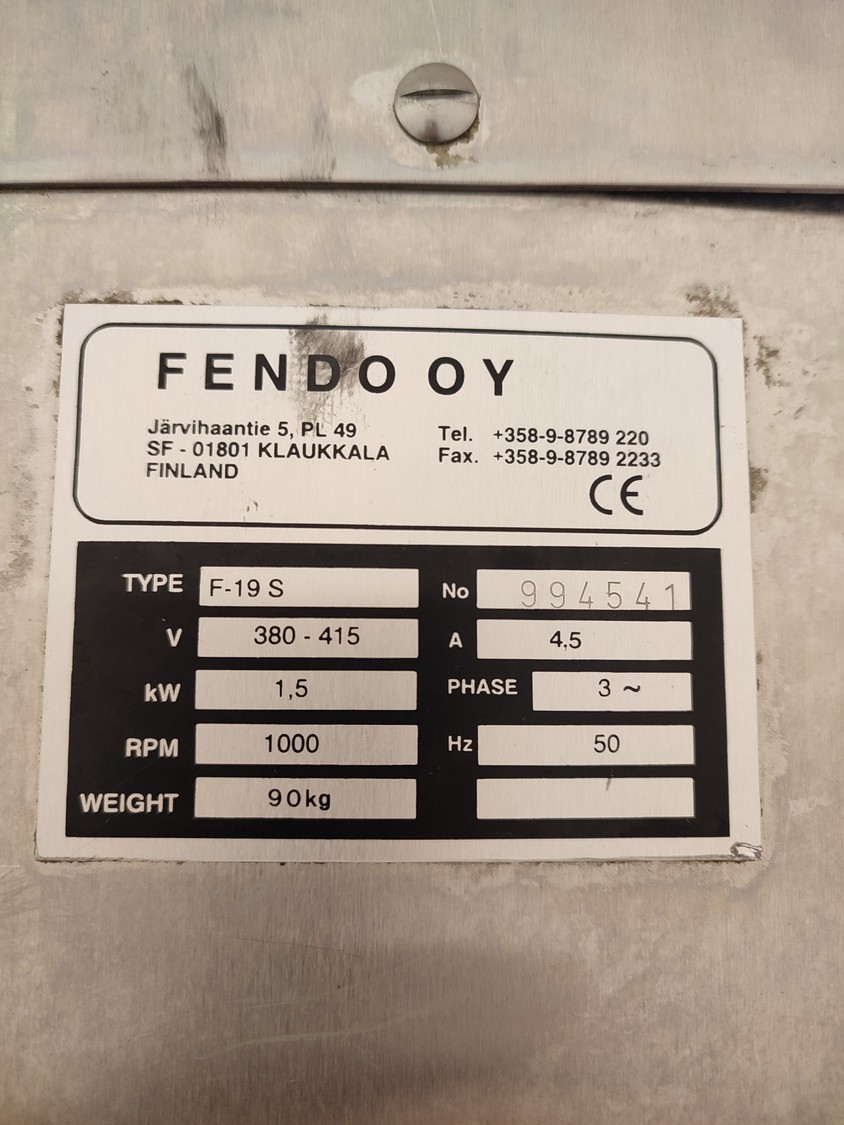 FENDO OY
Järvihaantie 5, PL 49
SF - 01801 KLAUKKALA
FINLAND
Tel. +358-9-8789 220
Fax. +358-9-8789 2233
CE
TYPE F-19 S
No 994541
V 380 - 415
A 4,5
kW 1,5
PHASE 3 ~
RPM 1000
Hz 50
WEIGHT 90kg